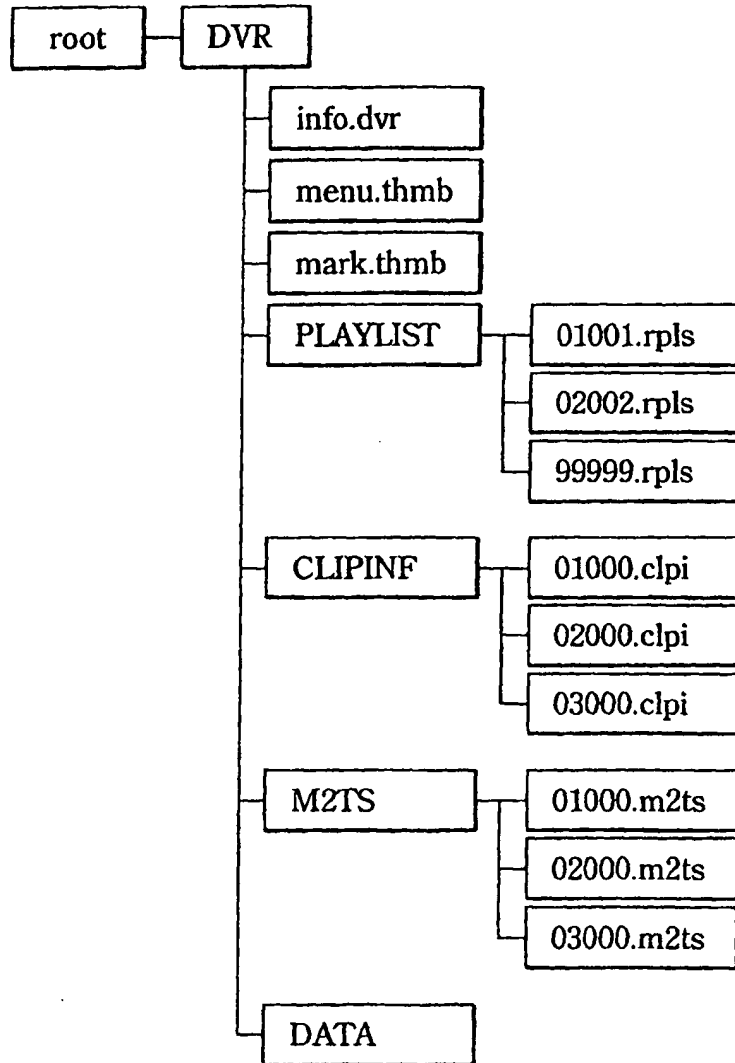 root DVR
info.dvr
menu.thmb
mark.thmb
PLAYLIST 01001.rpls
02002.rpls
99999.rpls
CLIPINF 01000.clpi
02000.clpi
03000.clpi
M2TS 01000.m2ts
02000.m2ts
03000.m2ts
DATA